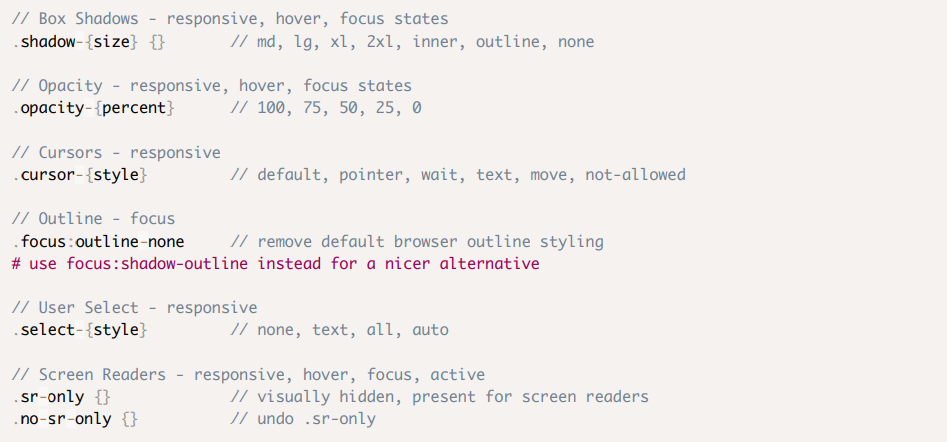 // Box Shadows - responsive, hover, focus states
.shadow-{size} {} // md, lg, xl, 2xl, inner, outline, none
// Opacity - responsive, hover, focus states
.opacity-{percent} // 100, 75, 50, 25, 0
// Cursors - responsive
.cursor-{style} // default, pointer, wait, text, move, not-allowed
// Outline - focus
.focus:outline-none // remove default browser outline styling
# use focus:shadow-outline instead for a nicer alternative
// User Select - responsive
.select-{style} // none, text, all, auto
// Screen Readers - responsive, hover, focus, active
.sr-only {} // visually hidden, present for screen readers
.no-sr-only {} // undo .sr-only